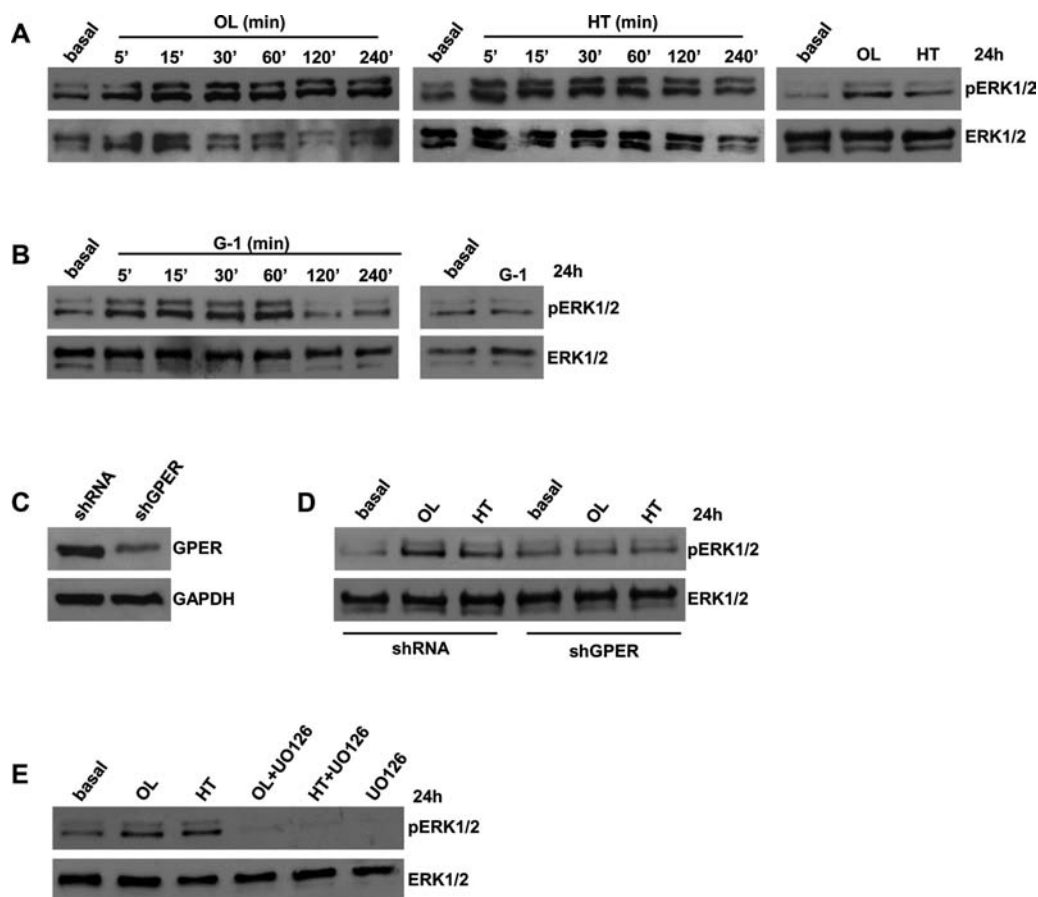 A
OL (min)
HT (min)
basal 5' 15' 30' 60' 120' 240'
basal 5' 15' 30' 60' 120' 240'
basal OL HT 24h
pERK1/2
ERK1/2
B
G-1 (min)
basal 5' 15' 30' 60' 120' 240'
basal G-1 24h
pERK1/2
ERK1/2
C
shRNA shGPER
GPER
GAPDH
D
basal OL HT basal OL HT 24h
pERK1/2
ERK1/2
shRNA shGPER
E
basal OL HT OL+UO126 HT+UO126 UO126 24h
pERK1/2
ERK1/2